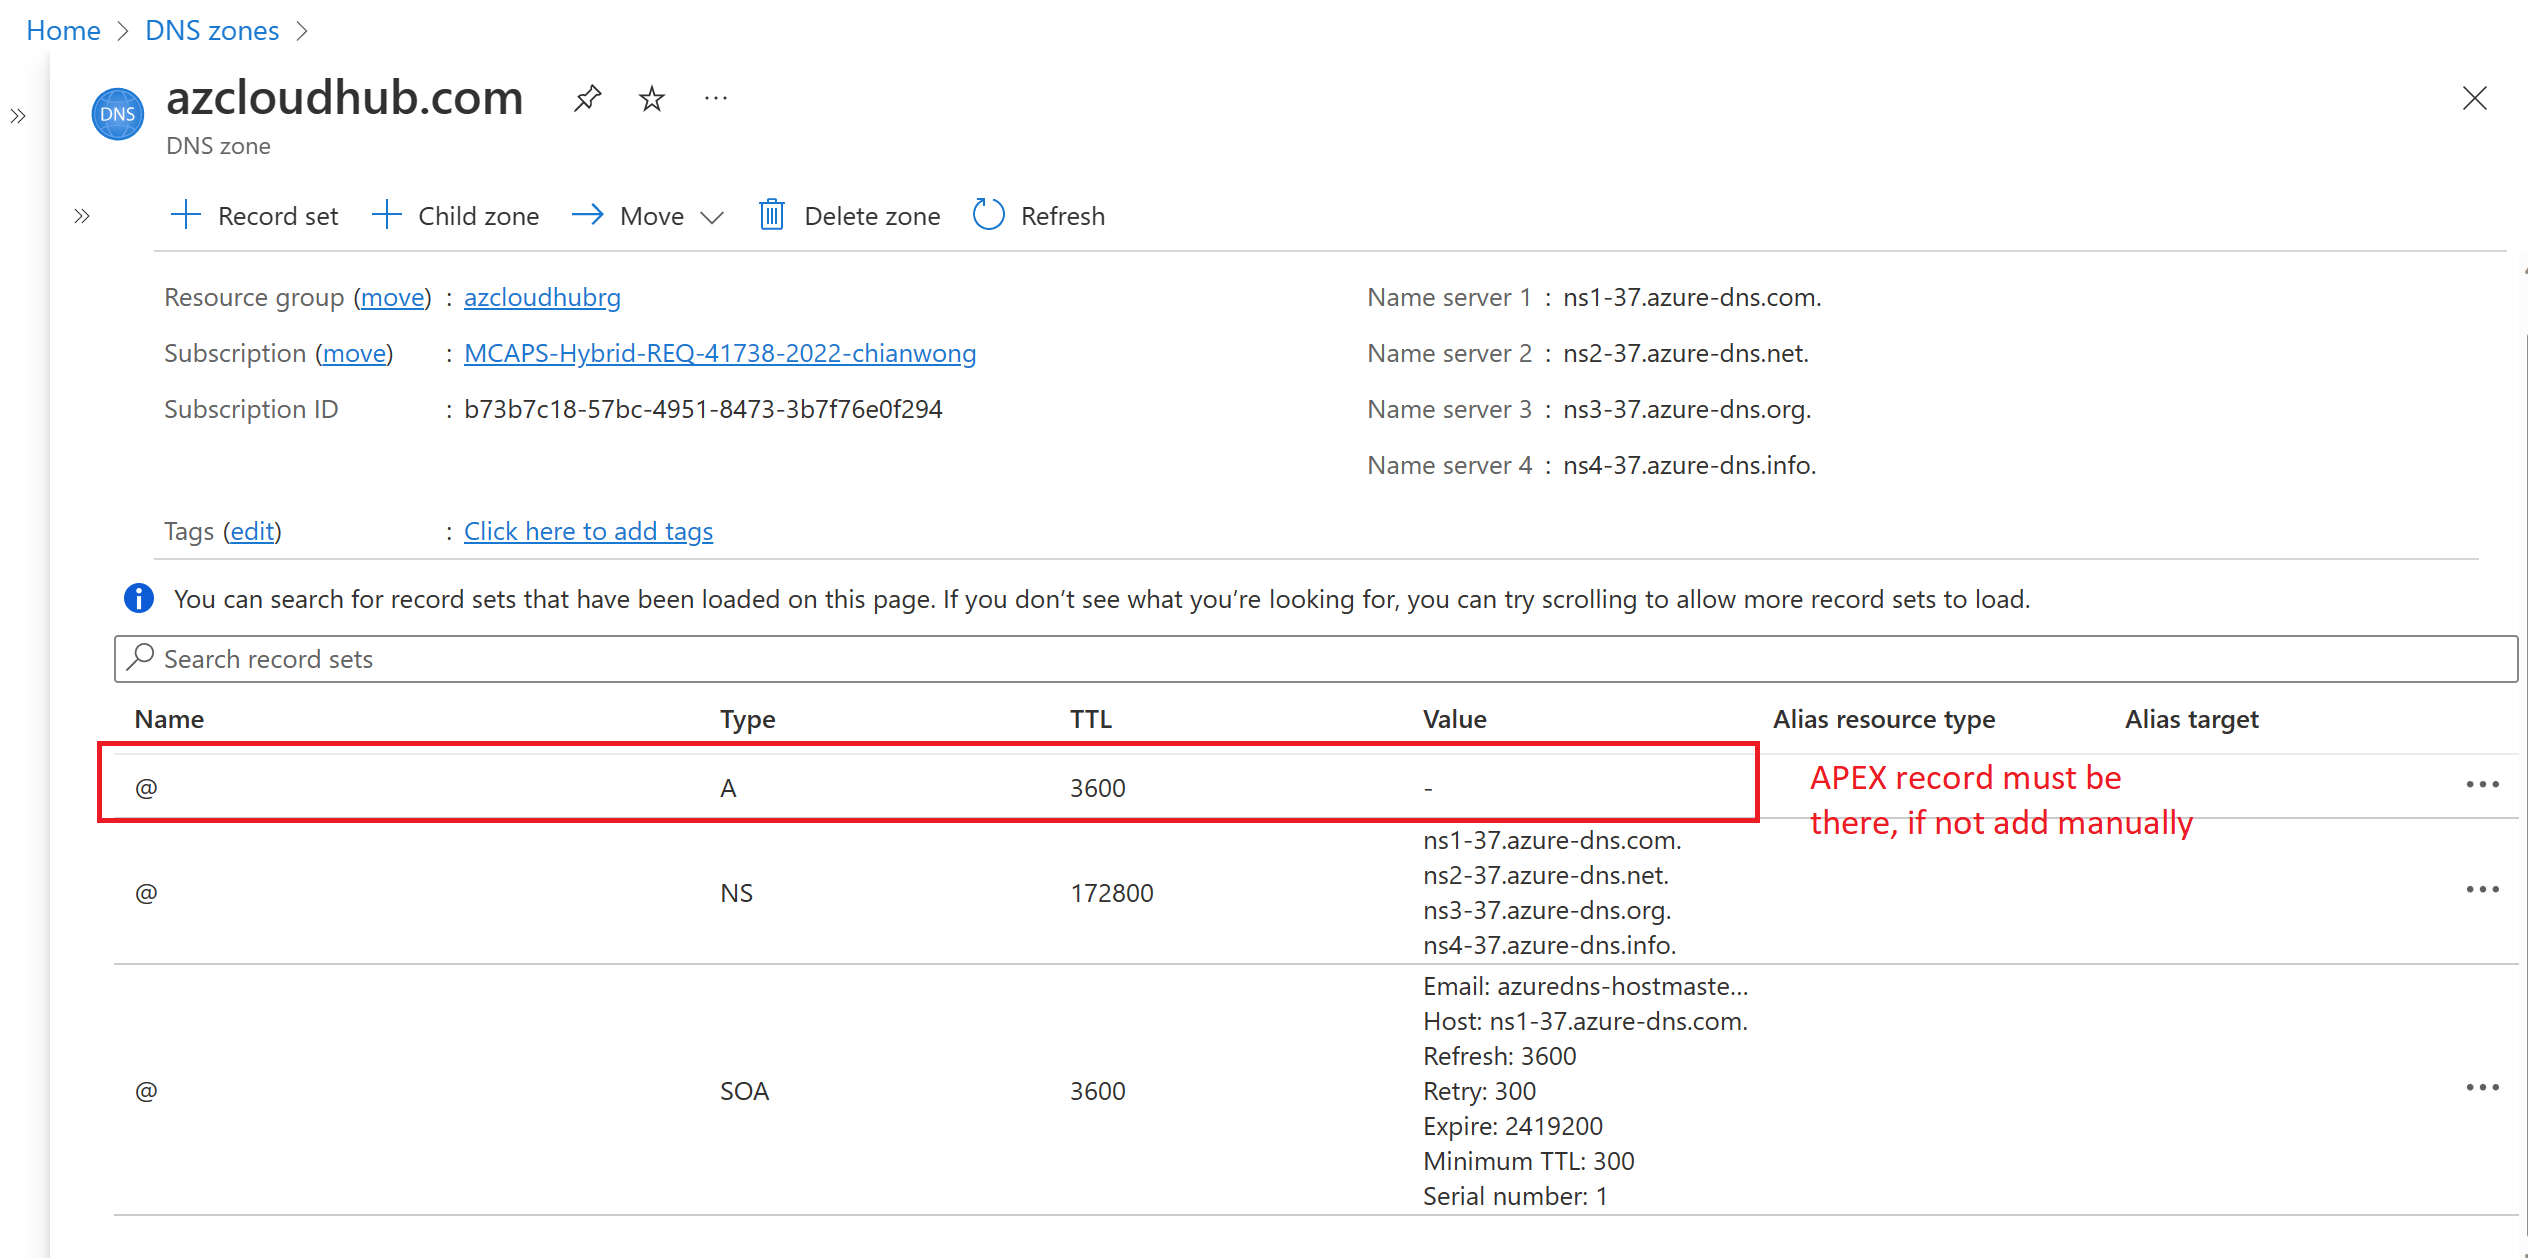 Home > DNS zones >
azcloudhub.com
DNS
DNS zone
Record set Child zone Move Delete zone Refresh
Resource group (move) : azcloudhubrg
Name server 1 : ns1-37.azure-dns.com.
Subscription (move) : MCAPS-Hybrid-REQ-41738-2022-chianwong
Name server 2 : ns2-37.azure-dns.net.
Subscription ID : b73b7c18-57bc-4951-8473-3b7f76e0f294
Name server 3 : ns3-37.azure-dns.org.
Name server 4 : ns4-37.azure-dns.info.
Tags (edit) : Click here to add tags
You can search for record sets that have been loaded on this page. If you don’t see what you’re looking for, you can try scrolling to allow more record sets to load.
Search record sets
Name Type TTL Value Alias resource type Alias target
@ A 3600 -
APEX record must be
there, if not add manually
@ NS 172800
ns1-37.azure-dns.com.
ns2-37.azure-dns.net.
ns3-37.azure-dns.org.
ns4-37.azure-dns.info.
@ SOA 3600
Email: azuredns-hostmaste...
Host: ns1-37.azure-dns.com.
Refresh: 3600
Retry: 300
Expire: 2419200
Minimum TTL: 300
Serial number: 1